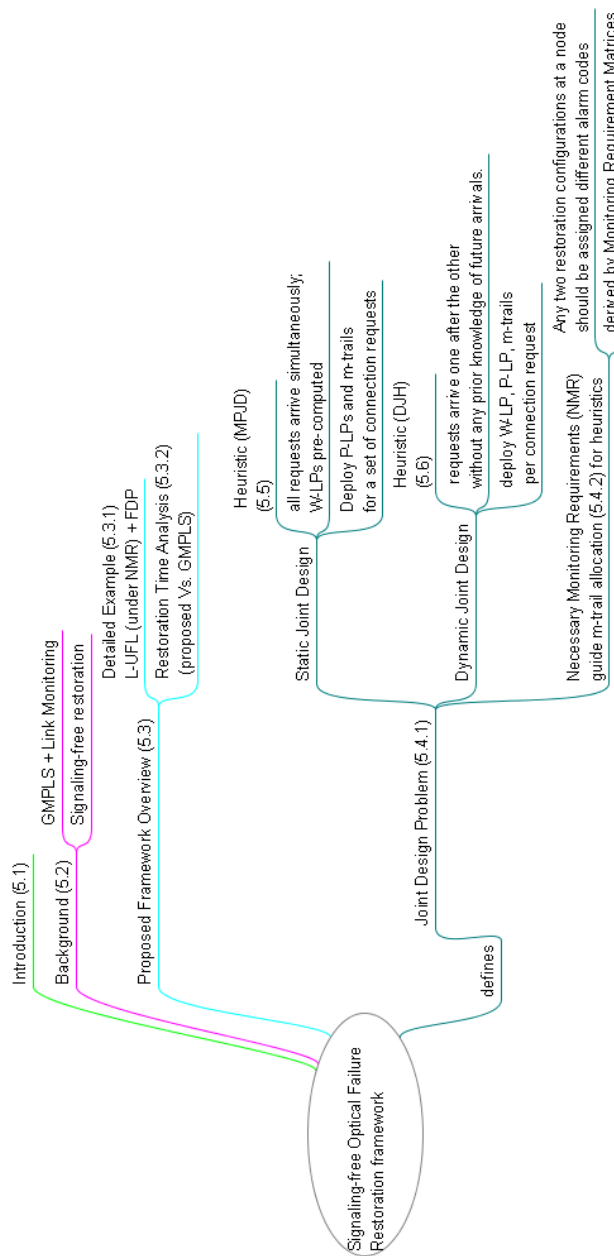 Signaling-free Optical Failure
Restoration framework
Introduction (5.1)
Background (5.2)
GMPLS + Link Monitoring
Signaling-free restoration
Proposed Framework Overview (5.3)
Detailed Example (5.3.1)
L-UFL (under NMR) + FDP
Restoration Time Analysis (5.3.2)
(proposed Vs. GMPLS)
defines
Joint Design Problem (5.4.1)
Static Joint Design
Heuristic (MPJD)
(5.5)
all requests arrive simultaneously;
W-LPs pre-computed
Deploy P-LPs and m-trails
for a set of connection requests
Dynamic Joint Design
Heuristic (DJH)
(5.6)
requests arrive one after the other
without any prior knowledge of future arrivals.
deploy W-LP, P-LP, m-trails
per connection request
Necessary Monitoring Requirements (NMR)
guide m-trail allocation (5.4.2) for heuristics
Any two restoration configurations at a node
should be assigned different alarm codes
derived by Monitoring Requirement Matrices